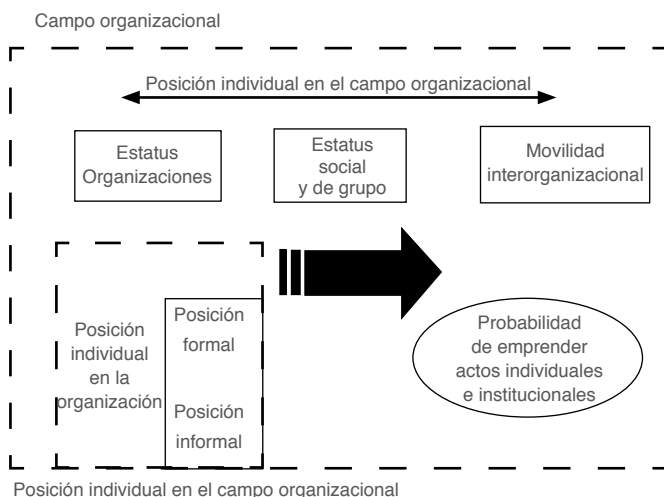 Campo organizacional
Posición individual en el campo organizacional
Estatus
Organizaciones
Estatus
social
y de grupo
Movilidad
interorganizacional
Posición
individual
en la
organización
Posición
formal
Posición
informal
Probabilidad
de emprender
actos individuales
e institucionales
Posición individual en el campo organizacional